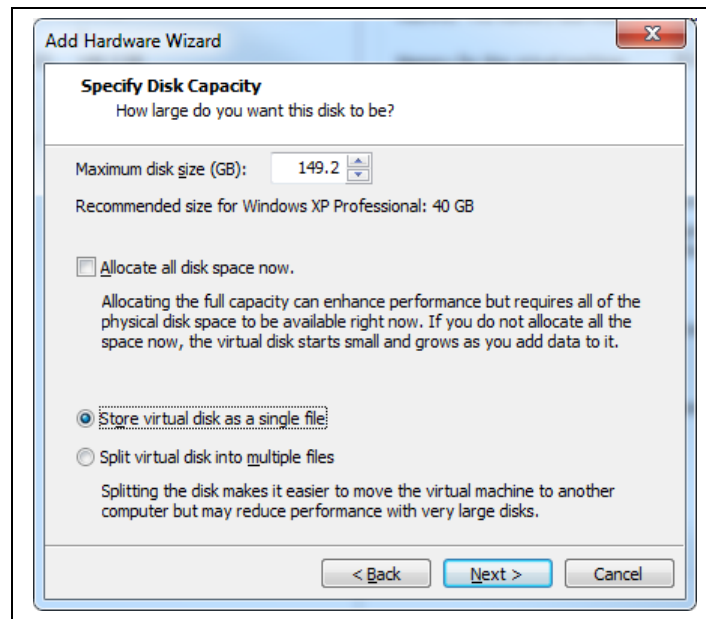 Add Hardware Wizard
Specify Disk Capacity
How large do you want this disk to be?
Maximum disk size (GB): 149.2
Recommended size for Windows XP Professional: 40 GB
Allocate all disk space now.
Allocating the full capacity can enhance performance but requires all of the
physical disk space to be available right now. If you do not allocate all the
space now, the virtual disk starts small and grows as you add data to it.
Store virtual disk as a single file
Split virtual disk into multiple files
Splitting the disk makes it easier to move the virtual machine to another
computer but may reduce performance with very large disks.
< Back Next > Cancel